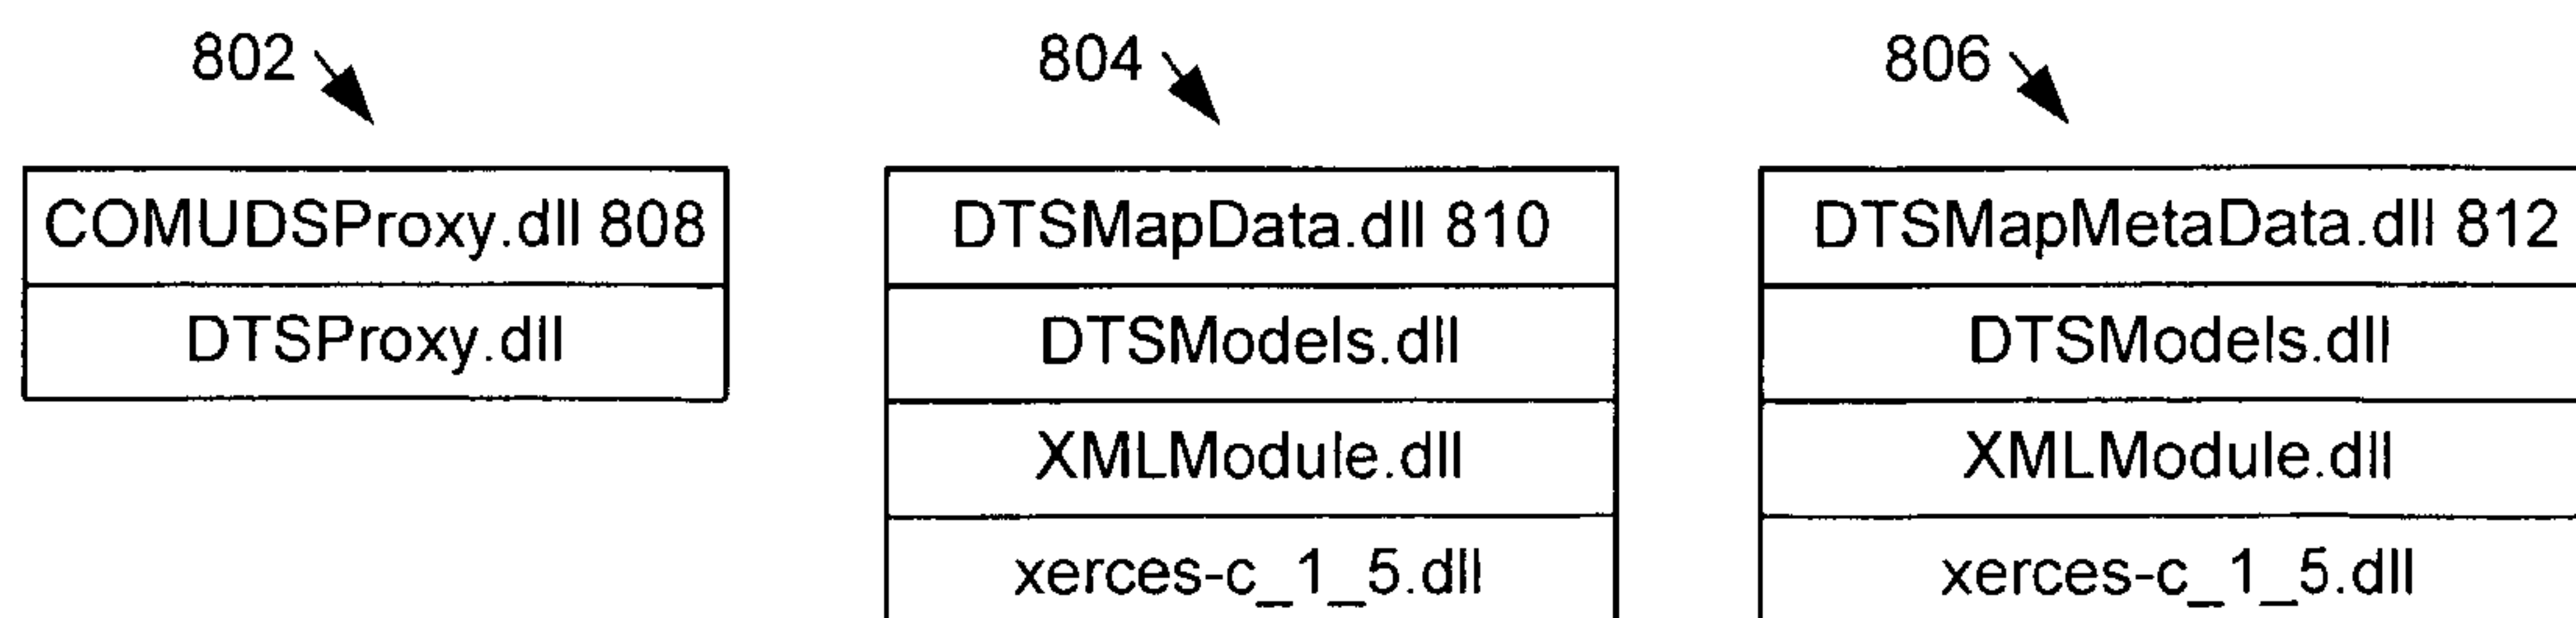 802
804
806
COMUDSProxy.dll 808
DTSProxy.dll
DTSMapData.dll 810
DTSModels.dll
XMLModule.dll
xerces-c_1_5.dll
DTSMapMetaData.dll 812
DTSModels.dll
XMLModule.dll
xerces-c_1_5.dll